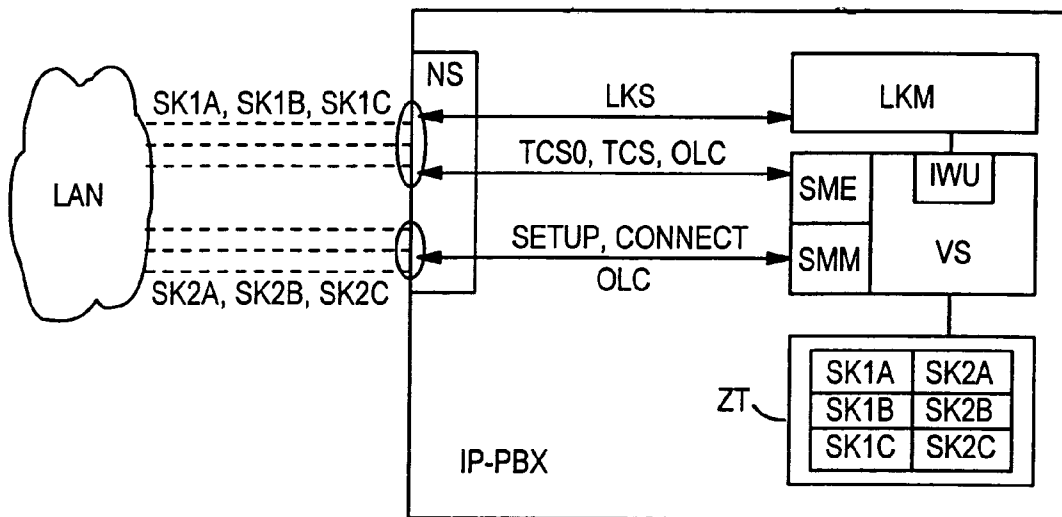 NS
SK1A, SK1B, SK1C
LKS
LKM
TCS0, TCS, OLC
LAN
SME
IWU
SETUP, CONNECT
OLC
SMM
VS
SK2A, SK2B, SK2C
ZT
SK1A SK2A
SK1B SK2B
SK1C SK2C
IP-PBX